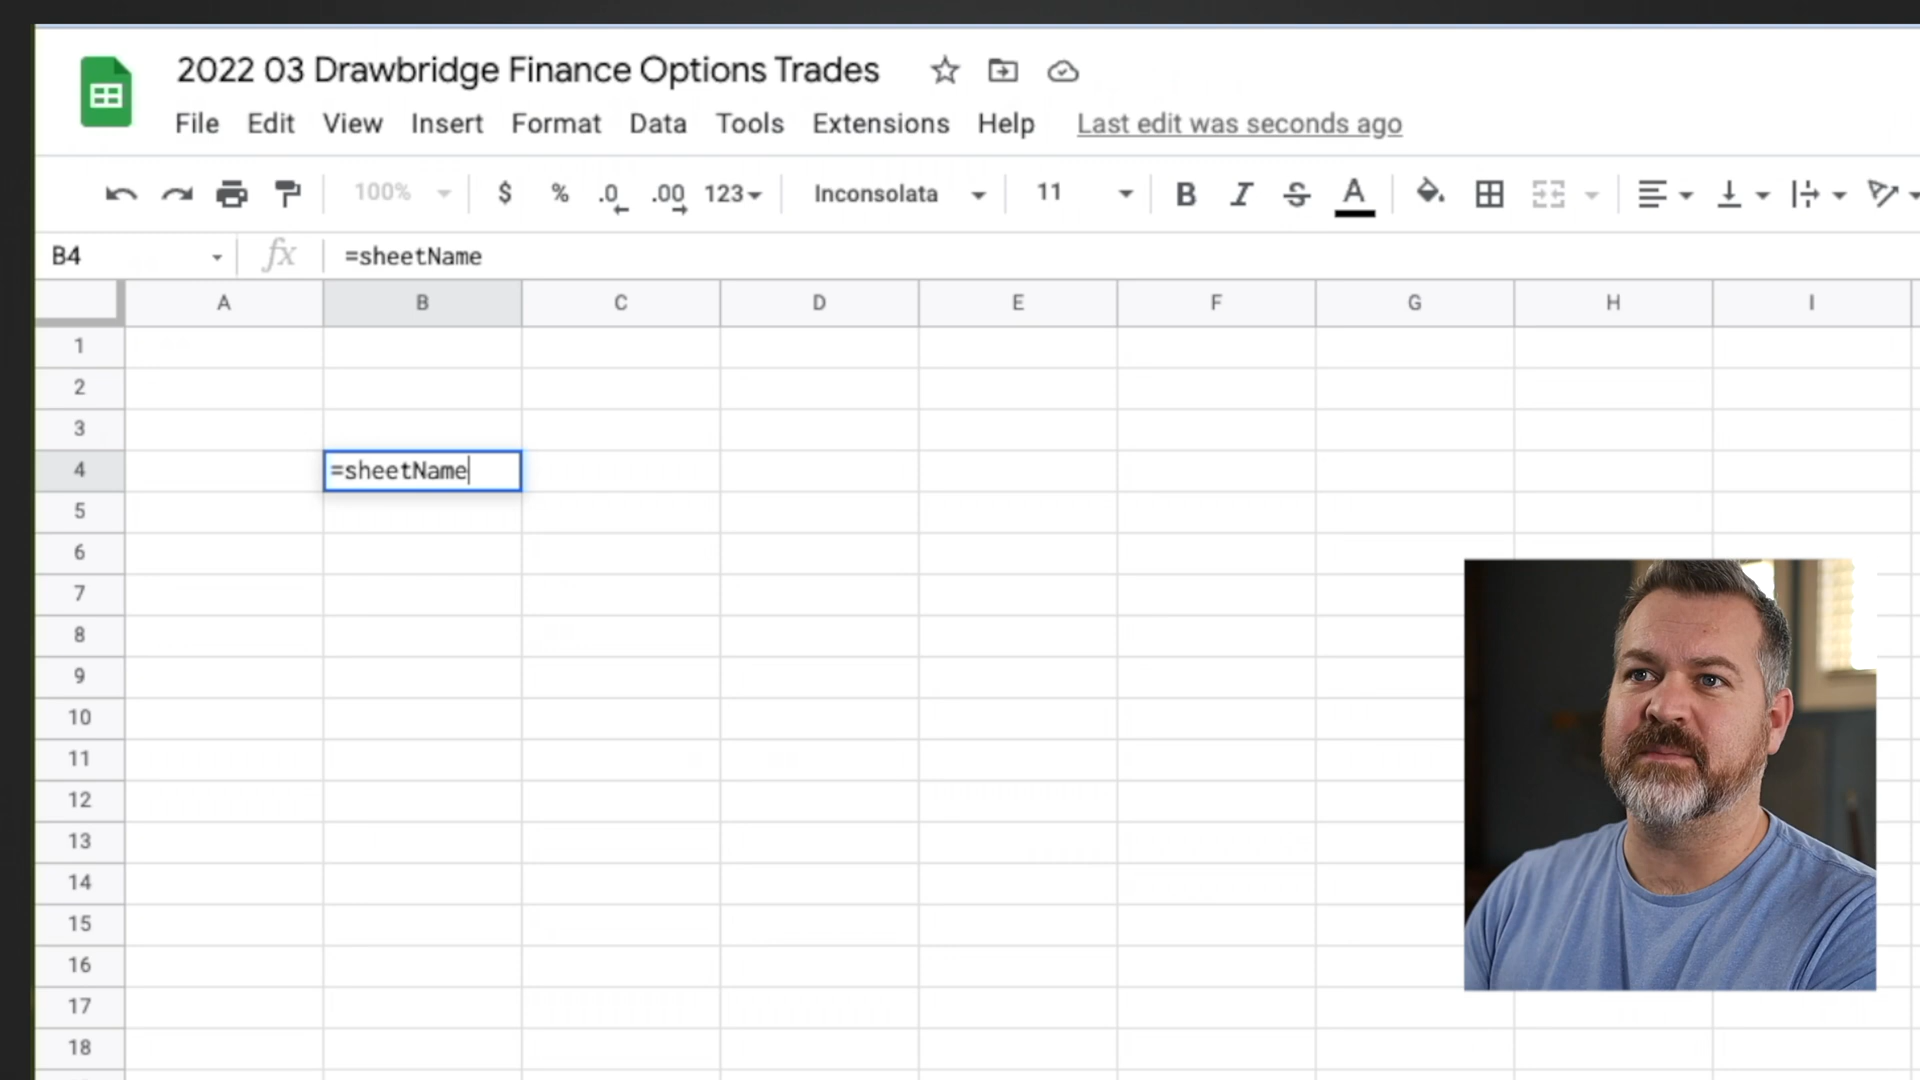 2022 03 Drawbridge Finance Options Trades
File Edit View Insert Format Data Tools Extensions Help Last edit was seconds ago
100% $ % .0 .00 123 Inconsolata 11 B I S A
B4 fx =sheetName
A B C D E F G H I
1
2
3
4 =sheetName
5
6
7
8
9
10
11
12
13
14
15
16
17
18